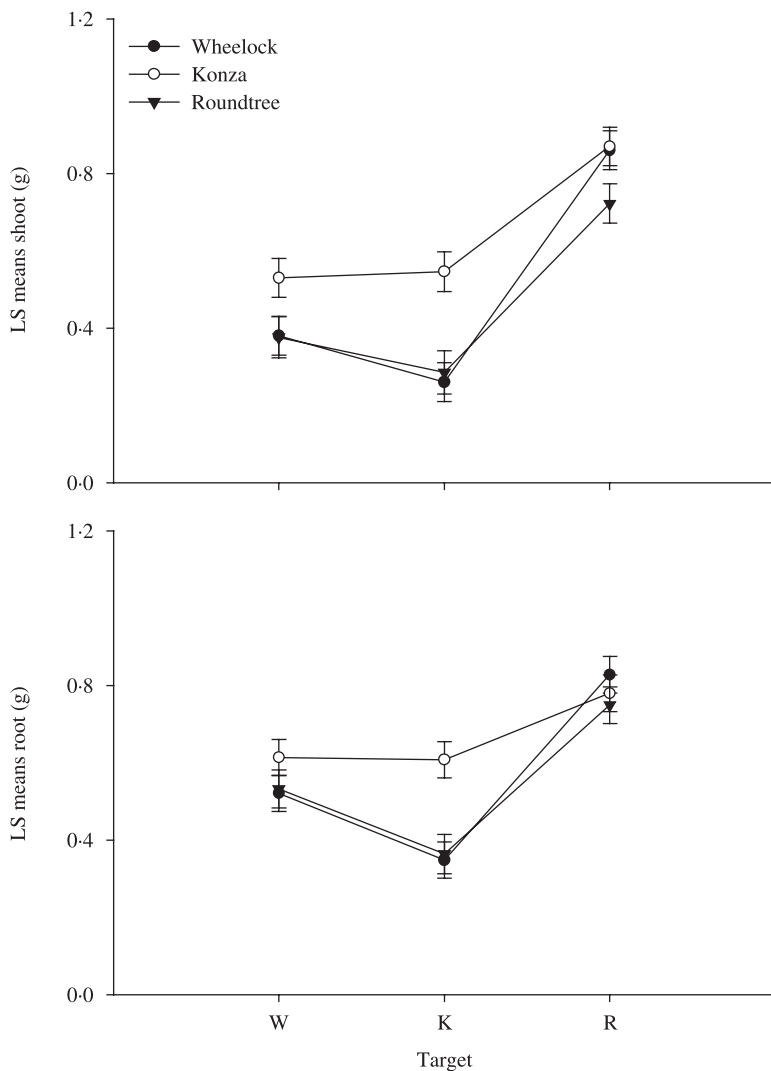 1·2
Wheelock
Konza
Roundtree
0·8
LS means shoot (g)
0·4
0·0
1·2
0·8
LS means root (g)
0·4
0·0
W K R
Target